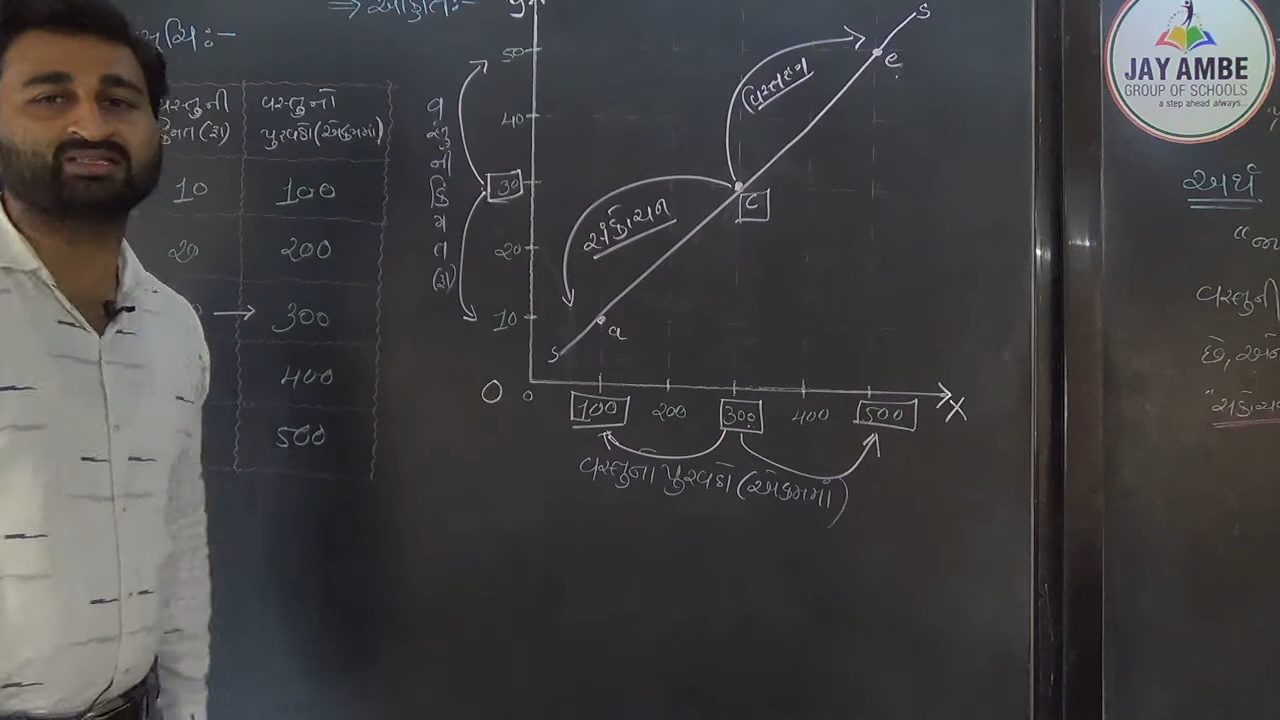 ⇒ આકૃતિ:-
વસ્તુની
વસ્તુનો
કિંમત(રૂ)
પુરવઠો(એકમમાં)
10
100
20
200
300
400
500
y
50
40
30
20
10
વસ્તુની કિંમત (રૂ)
S
e
વિસ્તરણ
સંકોચન
c
a
S
O
0
100
200
300
400
500
X
વસ્તુનો પુરવઠો(એકમમાં)
JAY AMBE
GROUP OF SCHOOLS
a step ahead always...
અર્થ
વસ્તુની